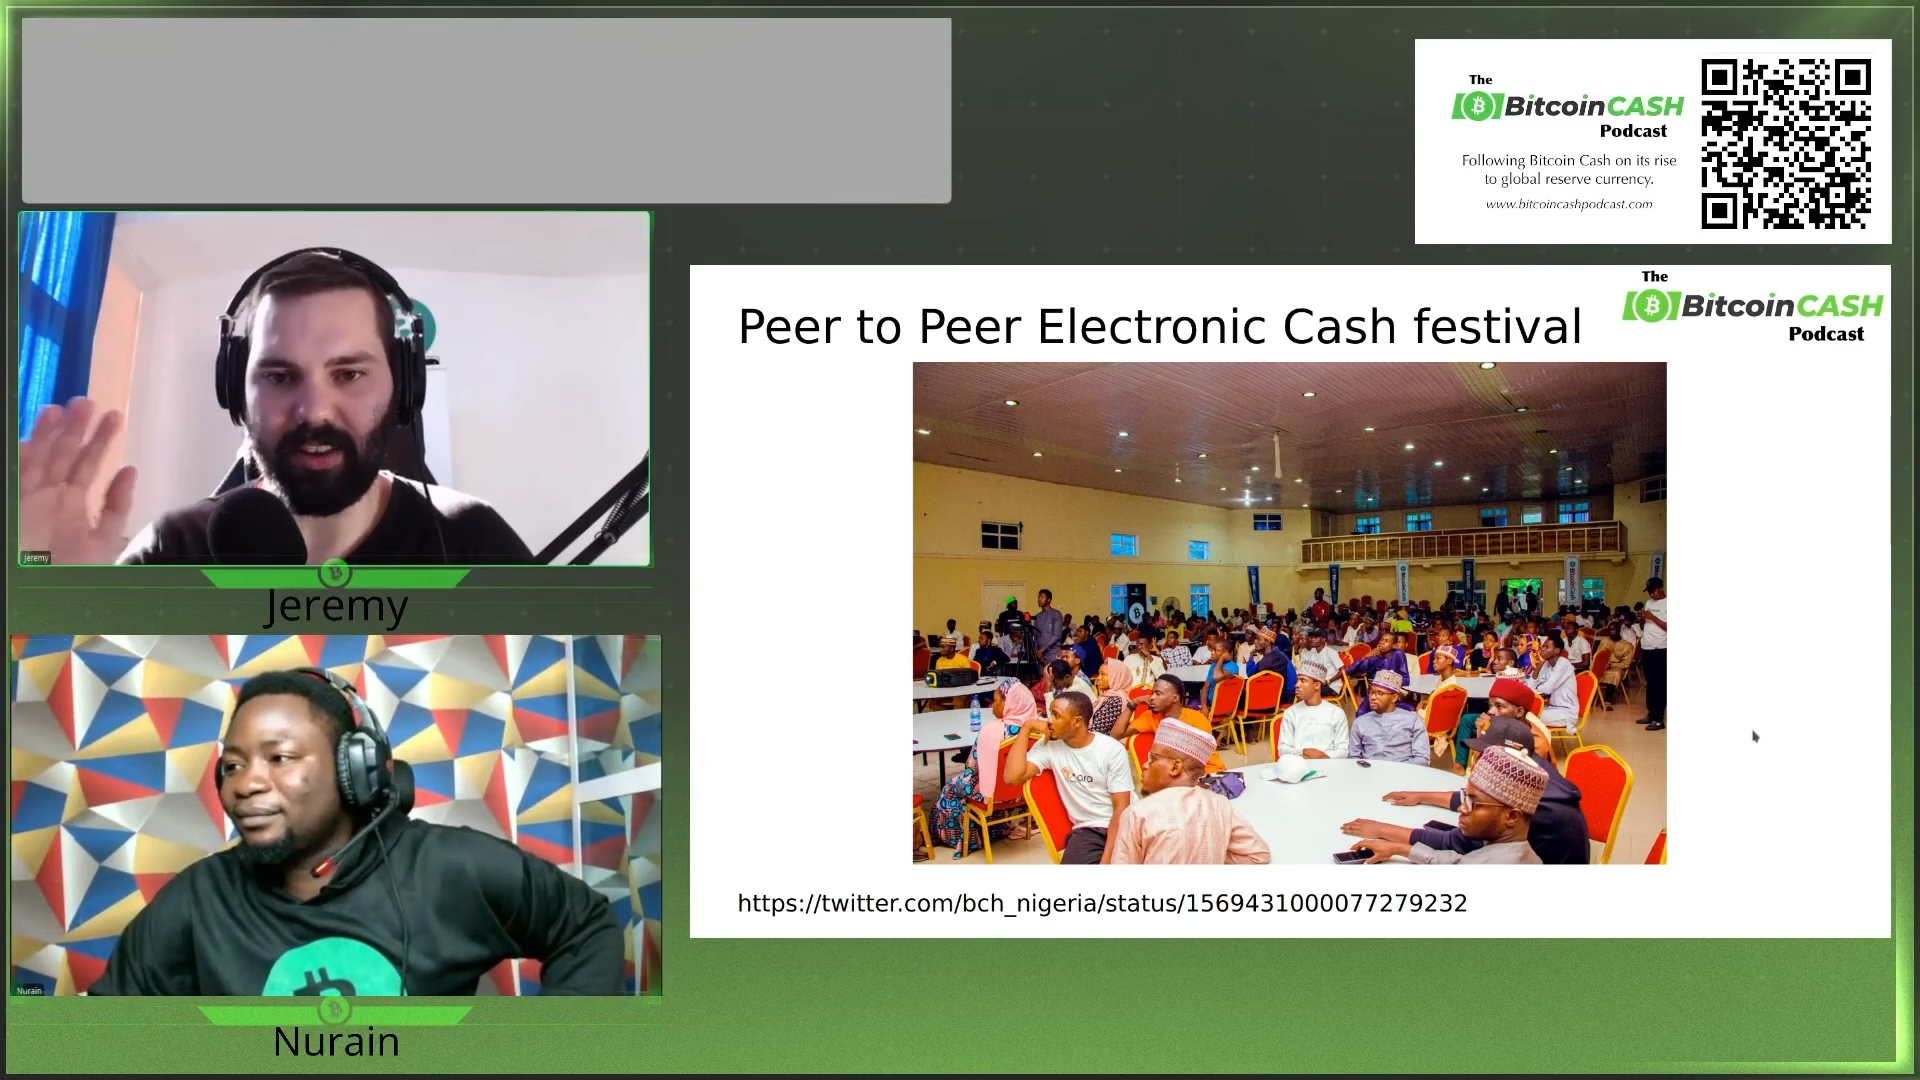 The
BitcoinCASH
Podcast
Following Bitcoin Cash on its rise
to global reserve currency.
www.bitcoincashpodcast.com
Jeremy
Jeremy
Nurain
Nurain
The
BitcoinCASH
Podcast
Peer to Peer Electronic Cash festival
https://twitter.com/bch_nigeria/status/1569431000077279232